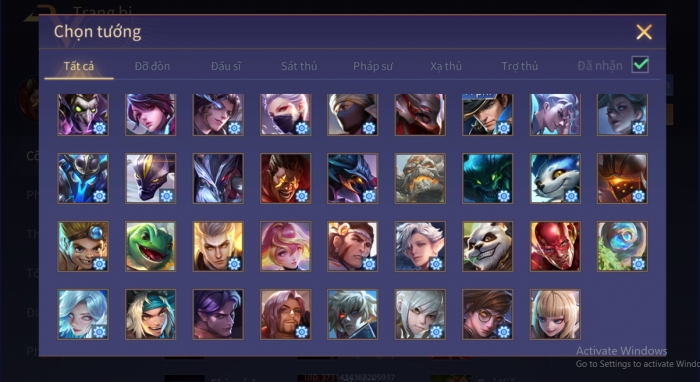 Trang bị
Chọn tướng
Tất cả Đỡ đòn Đấu sĩ Sát thủ Pháp sư Xạ thủ Trợ thủ Đã nhận
Activate Windows
Go to Settings to activate Windo